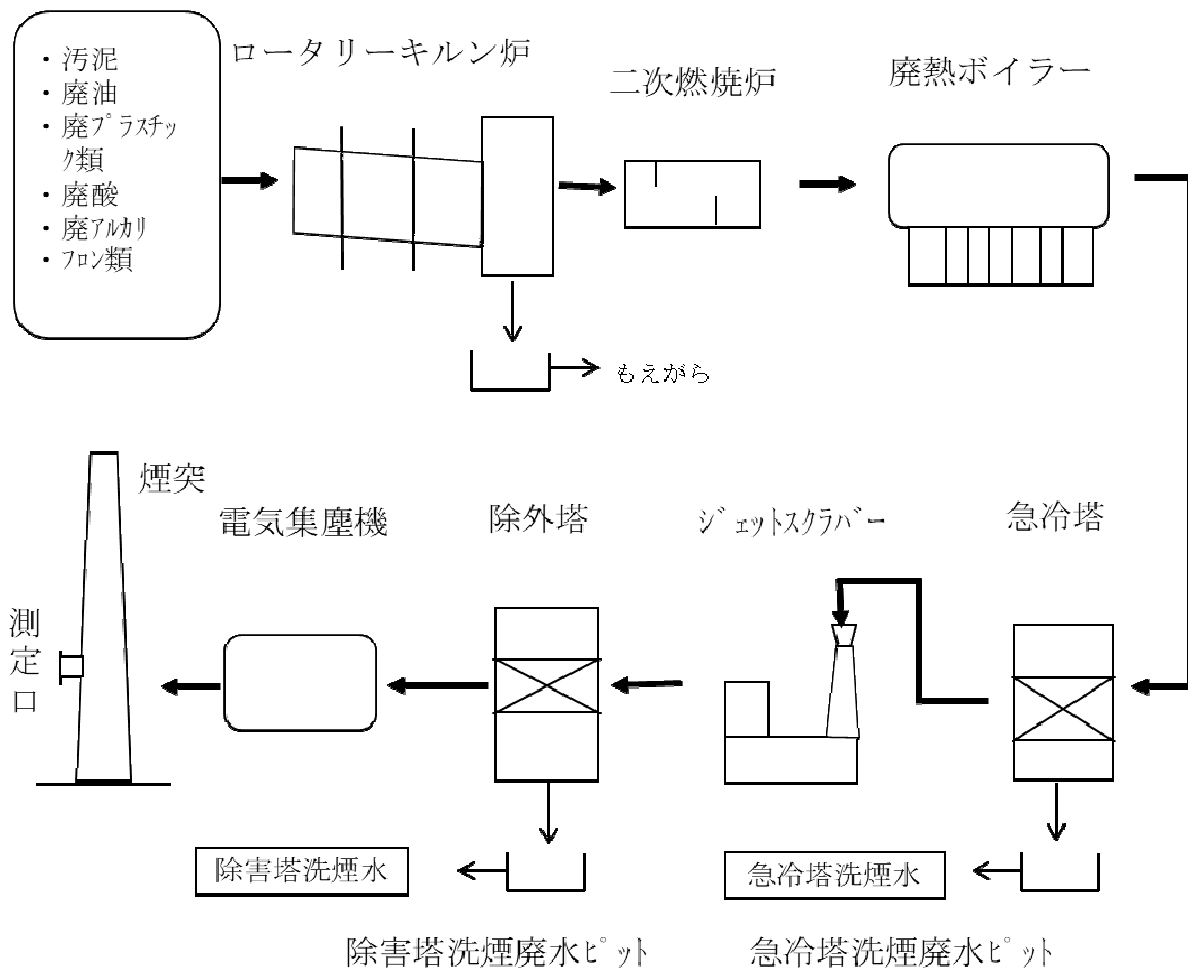 ・汚泥
・廃油
・廃プラスチッ
ク類
・廃酸
・廃アルカリ
・フロン類
ロータリーキルン炉
二次燃焼炉
廃熱ボイラー
もえがら
煙突
電気集塵機
除外塔
ジェットスクラバー
急冷塔
測定口
除害塔洗煙水
急冷塔洗煙水
除害塔洗煙廃水ピット
急冷塔洗煙廃水ピット